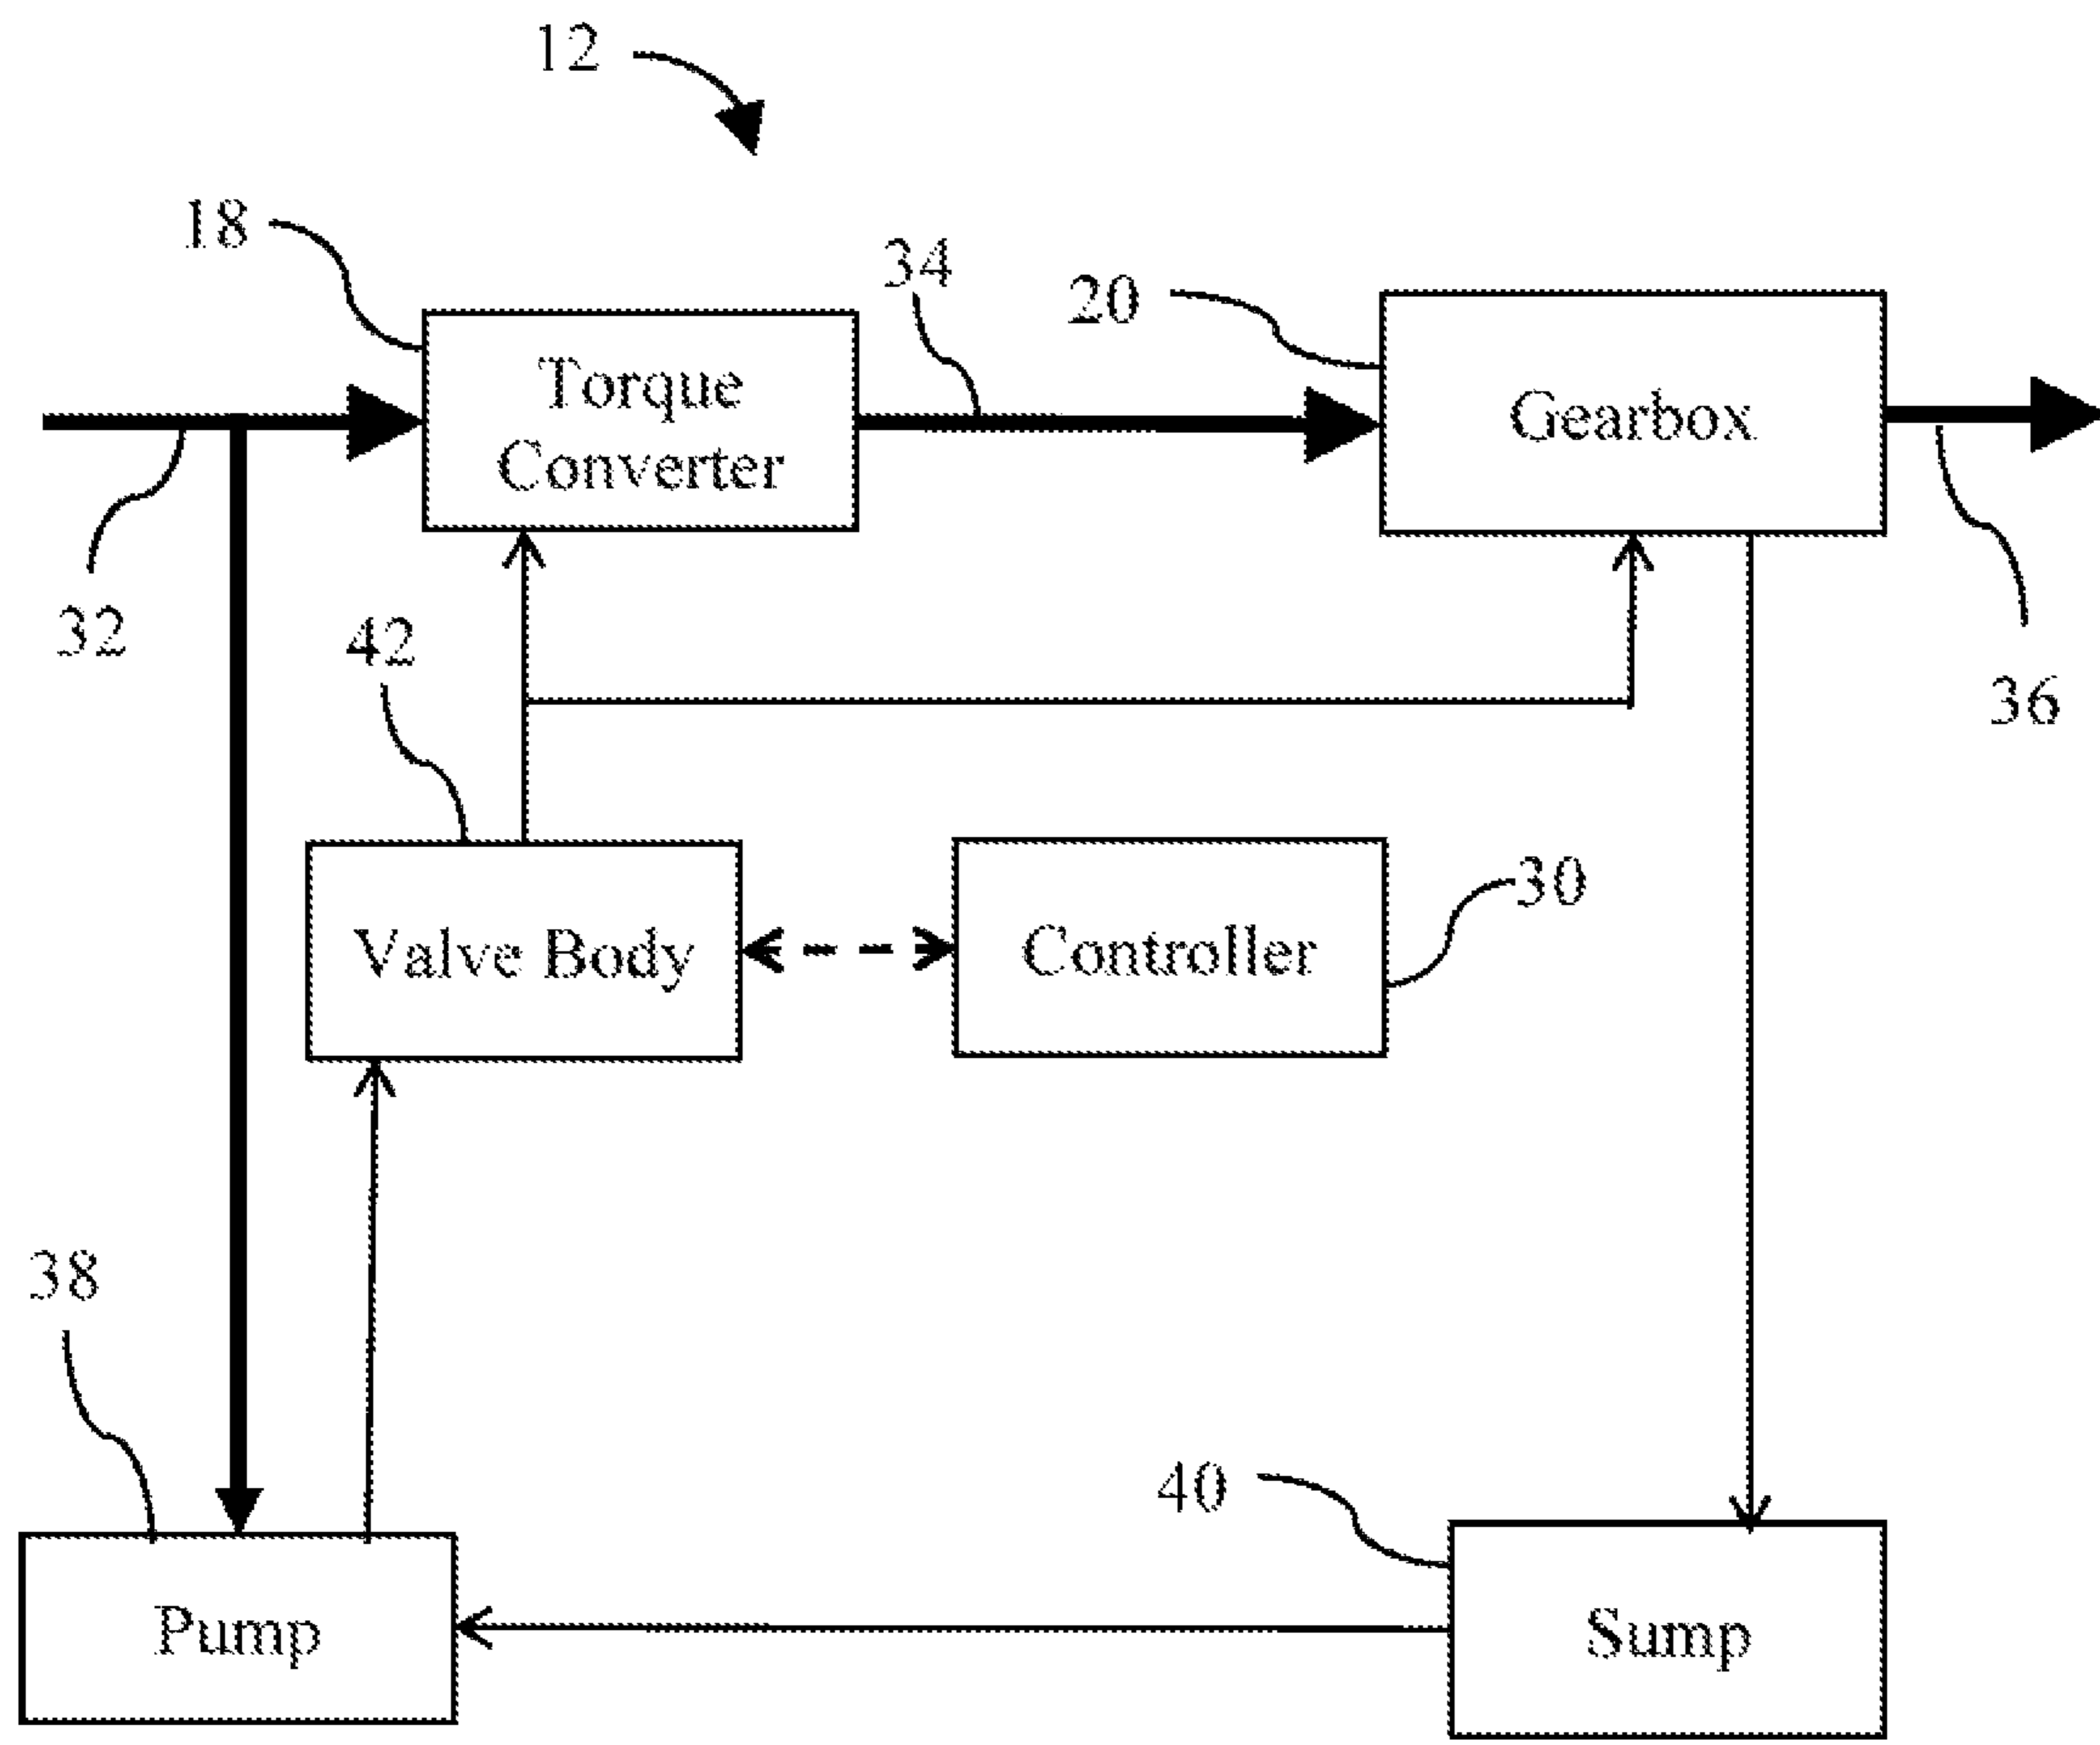 12
18
34
20
Torque
Converter
Gearbox
32
42
36
Valve Body
Controller
30
38
40
Pump
Sump